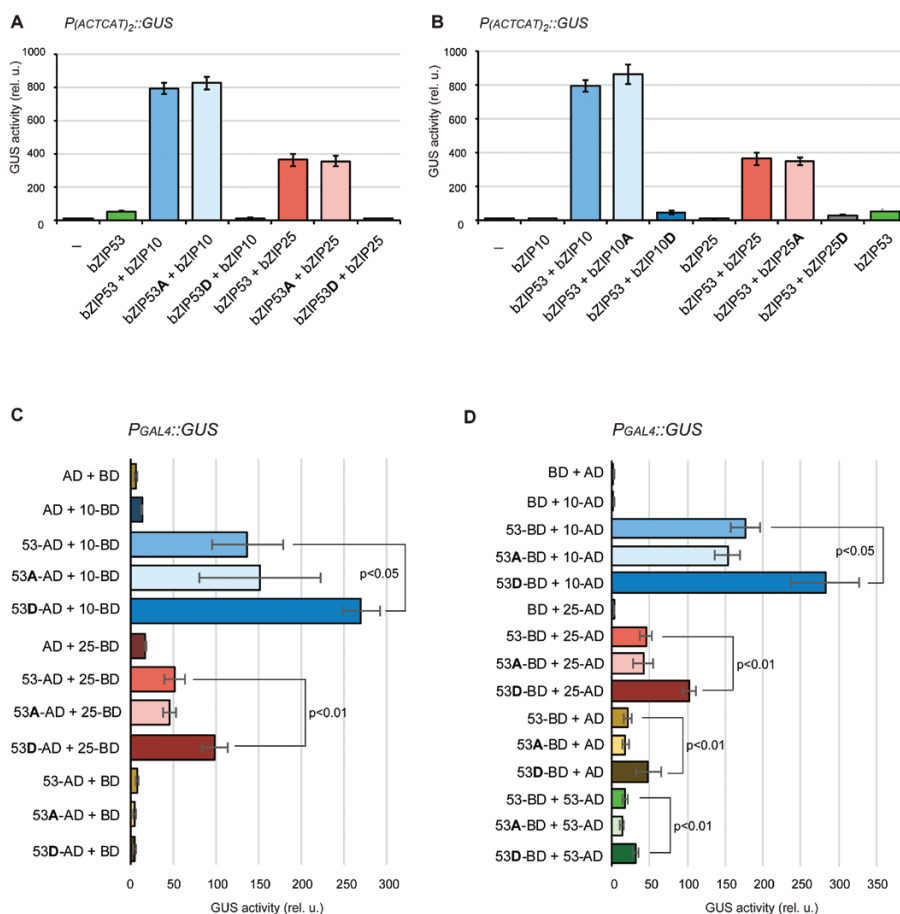 A
P(ACTCAT)2::GUS
GUS activity (rel. u.)
1000
800
600
400
200
0
–
bZIP53
bZIP53 + bZIP10
bZIP53A + bZIP10
bZIP53D + bZIP10
bZIP53 + bZIP25
bZIP53A + bZIP25
bZIP53D + bZIP25
B
P(ACTCAT)2::GUS
GUS activity (rel. u.)
1000
800
600
400
200
0
–
bZIP10
bZIP53 + bZIP10
bZIP53 + bZIP10A
bZIP53 + bZIP10D
bZIP25
bZIP53 + bZIP25
bZIP53 + bZIP25A
bZIP53 + bZIP25D
bZIP53
C
PGAL4::GUS
AD + BD
AD + 10-BD
53-AD + 10-BD
53A-AD + 10-BD
p<0.05
53D-AD + 10-BD
AD + 25-BD
53-AD + 25-BD
53A-AD + 25-BD
p<0.01
53D-AD + 25-BD
53-AD + BD
53A-AD + BD
53D-AD + BD
0 50 100 150 200 250 300
GUS activity (rel. u.)
D
PGAL4::GUS
BD + AD
BD + 10-AD
53-BD + 10-AD
53A-BD + 10-AD
p<0.05
53D-BD + 10-AD
BD + 25-AD
53-BD + 25-AD
53A-BD + 25-AD
p<0.01
53D-BD + 25-AD
53-BD + AD
53A-BD + AD
p<0.01
53D-BD + AD
53-BD + 53-AD
53A-BD + 53-AD
p<0.01
53D-BD + 53-AD
0 50 100 150 200 250 300 350
GUS activity (rel. u.)